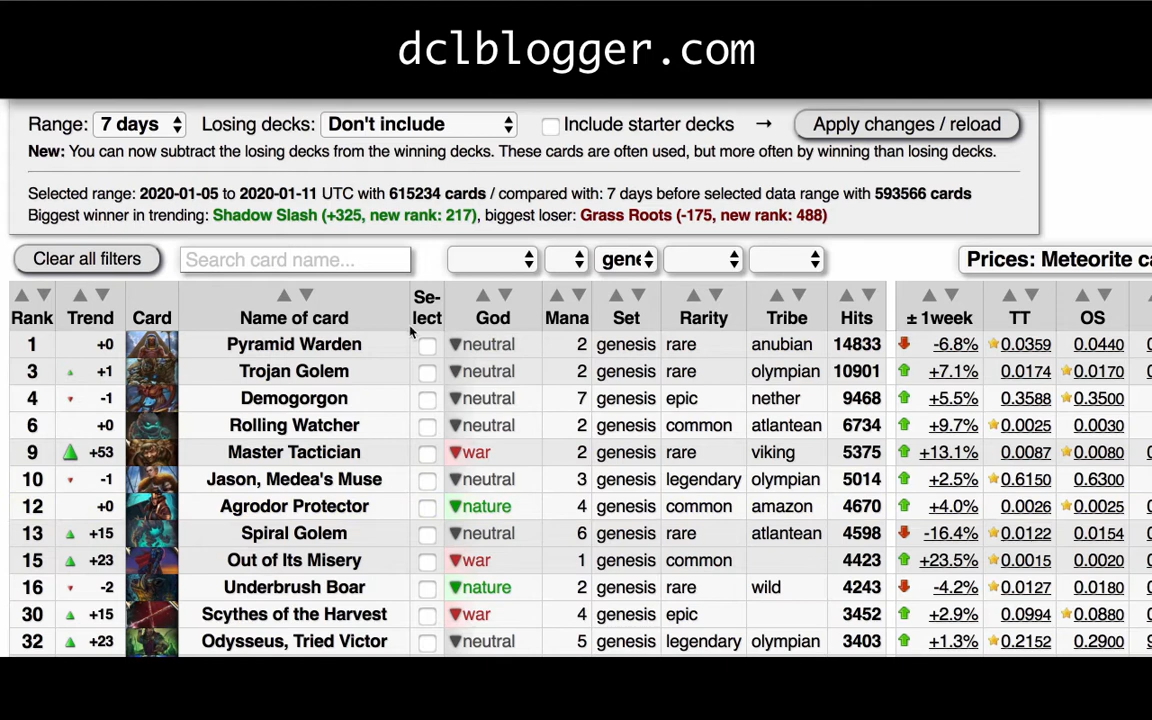 dclblogger.com
Range: 7 days Losing decks: Don't include Include starter decks → Apply changes / reload
New: You can now subtract the losing decks from the winning decks. These cards are often used, but more often by winning than losing decks.
Selected range: 2020-01-05 to 2020-01-11 UTC with 615234 cards / compared with: 7 days before selected data range with 593566 cards
Biggest winner in trending: Shadow Slash (+325, new rank: 217), biggest loser: Grass Roots (-175, new rank: 488)
Clear all filters Search card name... gene Prices: Meteorite ca
Rank Trend Card Name of card Se-lect God Mana Set Rarity Tribe Hits ± 1week TT OS
1 +0 Pyramid Warden neutral 2 genesis rare anubian 14833 -6.8% 0.0359 0.0440
3 +1 Trojan Golem neutral 2 genesis rare olympian 10901 +7.1% 0.0174 0.0170
4 -1 Demogorgon neutral 7 genesis epic nether 9468 +5.5% 0.3588 0.3500
6 +0 Rolling Watcher neutral 2 genesis common atlantean 6734 +9.7% 0.0025 0.0030
9 +53 Master Tactician war 2 genesis rare viking 5375 +13.1% 0.0087 0.0080
10 -1 Jason, Medea's Muse neutral 3 genesis legendary olympian 5014 +2.5% 0.6150 0.6300
12 +0 Agrodor Protector nature 4 genesis common amazon 4670 +4.0% 0.0026 0.0025
13 +15 Spiral Golem neutral 6 genesis rare atlantean 4598 -16.4% 0.0122 0.0154
15 +23 Out of Its Misery war 1 genesis common 4423 +23.5% 0.0015 0.0020
16 -2 Underbrush Boar nature 2 genesis rare wild 4243 -4.2% 0.0127 0.0180
30 +15 Scythes of the Harvest war 4 genesis epic 3452 +2.9% 0.0994 0.0880
32 +23 Odysseus, Tried Victor neutral 5 genesis legendary olympian 3403 +1.3% 0.2152 0.2900